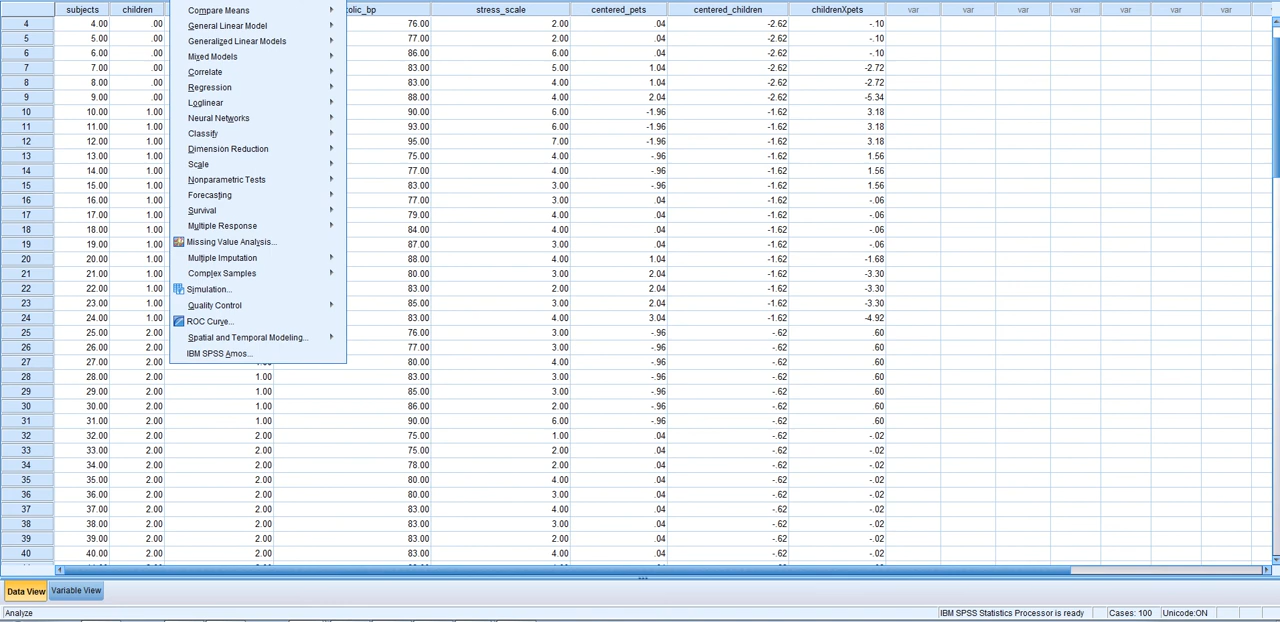 subjects children Compare Means olic_bp stress_scale centered_pets centered_children childrenXpets var var var var var var var
4 4.00 .00 General Linear Model 76.00 2.00 .04 -2.62 -.10
5 5.00 .00 Generalized Linear Models 77.00 2.00 .04 -2.62 -.10
6 6.00 .00 Mixed Models 86.00 6.00 .04 -2.62 -.10
7 7.00 .00 Correlate 83.00 5.00 1.04 -2.62 -2.72
8 8.00 .00 Regression 83.00 4.00 1.04 -2.62 -2.72
9 9.00 .00 Loglinear 88.00 4.00 2.04 -2.62 -5.34
10 10.00 1.00 Neural Networks 90.00 6.00 -1.96 -1.62 3.18
11 11.00 1.00 Classify 93.00 6.00 -1.96 -1.62 3.18
12 12.00 1.00 Dimension Reduction 95.00 7.00 -1.96 -1.62 3.18
13 13.00 1.00 Scale 75.00 4.00 -.96 -1.62 1.56
14 14.00 1.00 Nonparametric Tests 77.00 4.00 -.96 -1.62 1.56
15 15.00 1.00 83.00 3.00 -.96 -1.62 1.56
16 16.00 1.00 Forecasting 77.00 3.00 .04 -1.62 -.06
17 17.00 1.00 Survival 79.00 4.00 .04 -1.62 -.06
18 18.00 1.00 Multiple Response 84.00 4.00 .04 -1.62 -.06
19 19.00 1.00 Missing Value Analysis... 87.00 3.00 .04 -1.62 -.06
20 20.00 1.00 Multiple Imputation 88.00 4.00 1.04 -1.62 -1.68
21 21.00 1.00 Complex Samples 80.00 3.00 2.04 -1.62 -3.30
22 22.00 1.00 Simulation... 83.00 2.00 2.04 -1.62 -3.30
23 23.00 1.00 Quality Control 85.00 3.00 2.04 -1.62 -3.30
24 24.00 1.00 ROC Curve... 83.00 4.00 3.04 -1.62 -4.92
25 25.00 2.00 Spatial and Temporal Modeling... 76.00 3.00 -.96 -.62 .60
26 26.00 2.00 IBM SPSS Amos... 77.00 3.00 -.96 -.62 .60
27 27.00 2.00 1.00 80.00 4.00 -.96 -.62 .60
28 28.00 2.00 1.00 83.00 3.00 -.96 -.62 .60
29 29.00 2.00 1.00 85.00 3.00 -.96 -.62 .60
30 30.00 2.00 1.00 86.00 2.00 -.96 -.62 .60
31 31.00 2.00 1.00 90.00 6.00 -.96 -.62 .60
32 32.00 2.00 2.00 75.00 1.00 .04 -.62 -.02
33 33.00 2.00 2.00 75.00 2.00 .04 -.62 -.02
34 34.00 2.00 2.00 78.00 2.00 .04 -.62 -.02
35 35.00 2.00 2.00 80.00 4.00 .04 -.62 -.02
36 36.00 2.00 2.00 80.00 3.00 .04 -.62 -.02
37 37.00 2.00 2.00 83.00 4.00 .04 -.62 -.02
38 38.00 2.00 2.00 83.00 3.00 .04 -.62 -.02
39 39.00 2.00 2.00 83.00 2.00 .04 -.62 -.02
40 40.00 2.00 2.00 83.00 4.00 .04 -.62 -.02
Data View Variable View
Analyze IBM SPSS Statistics Processor is ready Cases: 100 Unicode:ON